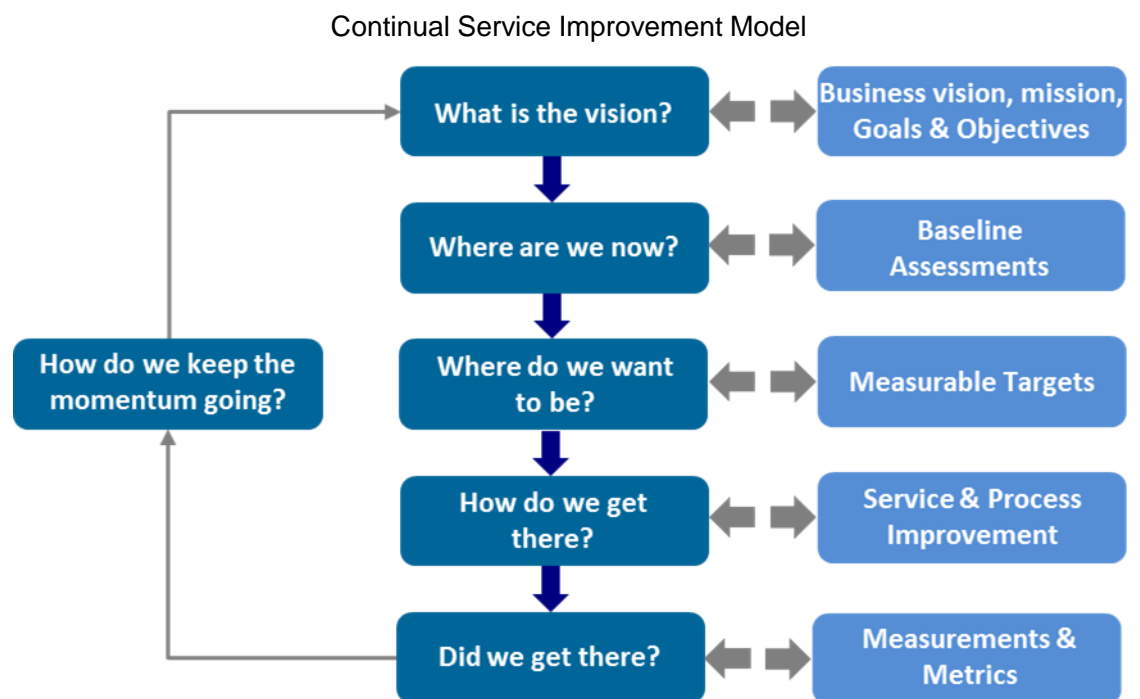 Continual Service Improvement Model
What is the vision?
Business vision, mission,
Goals & Objectives
Where are we now?
Baseline
Assessments
How do we keep the
momentum going?
Where do we want
to be?
Measurable Targets
How do we get
there?
Service & Process
Improvement
Did we get there?
Measurements &
Metrics